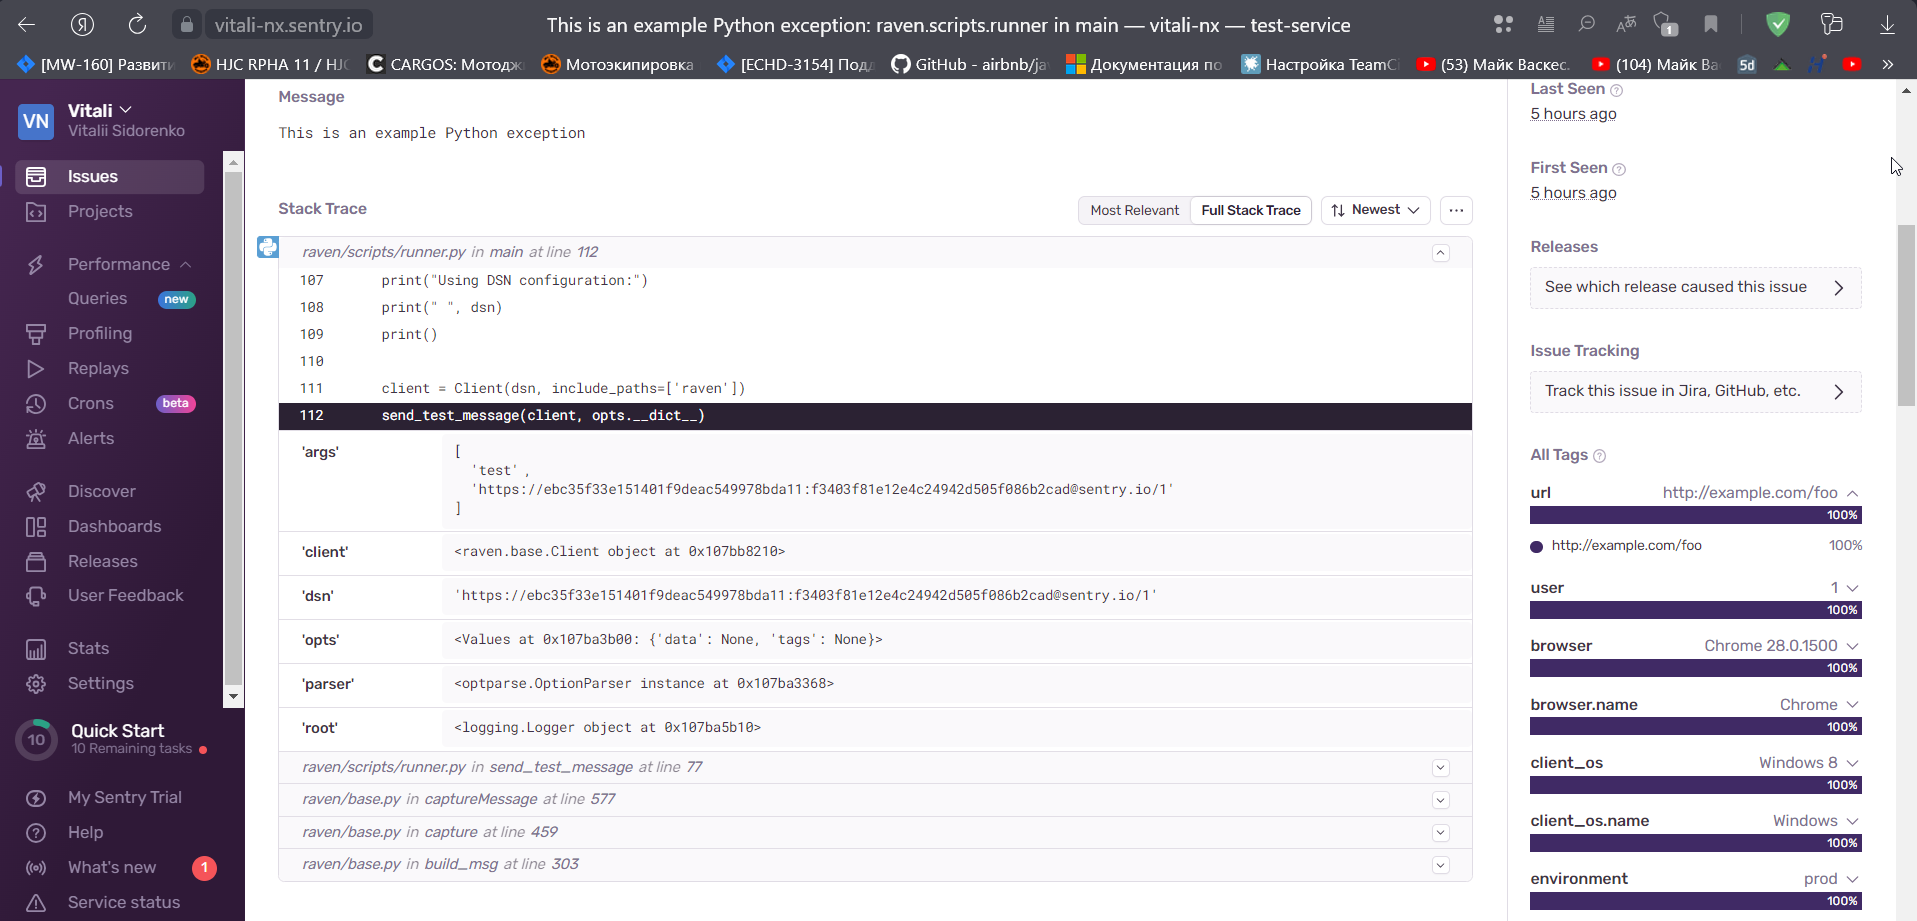 vitali-nx.sentry.io
This is an example Python exception: raven.scripts.runner in main — vitali-nx — test-service
1
[MW-160] Развити
HJC RPHA 11 / HJC
CARGOS: Мотодж
Мотоэкипировка
[ECHD-3154] Под
GitHub - airbnb/ja
Документация по
Настройка TeamCi
(53) Майк Васкес.
(104) Майк Ва
5d
»
VN
Vitali
Vitalii Sidorenko
Issues
Projects
Performance
Queries new
Profiling
Replays
Crons beta
Alerts
Discover
Dashboards
Releases
User Feedback
Stats
Settings
10
Quick Start
10 Remaining tasks
My Sentry Trial
Help
What's new 1
Service status
Message
This is an example Python exception
Stack Trace
Most Relevant Full Stack Trace Newest ...
raven/scripts/runner.py in main at line 112
107 print("Using DSN configuration:")
108 print(" ", dsn)
109 print()
110
111 client = Client(dsn, include_paths=['raven'])
112 send_test_message(client, opts.__dict__)
'args' [
'test',
'https://ebc35f33e151401f9deac549978bda11:f3403f81e12e4c24942d505f086b2cad@sentry.io/1'
]
'client' <raven.base.Client object at 0x107bb8210>
'dsn' 'https://ebc35f33e151401f9deac549978bda11:f3403f81e12e4c24942d505f086b2cad@sentry.io/1'
'opts' <Values at 0x107ba3b00: {'data': None, 'tags': None}>
'parser' <optparse.OptionParser instance at 0x107ba3368>
'root' <logging.Logger object at 0x107ba5b10>
raven/scripts/runner.py in send_test_message at line 77
raven/base.py in captureMessage at line 577
raven/base.py in capture at line 459
raven/base.py in build_msg at line 303
Last Seen ?
5 hours ago
First Seen ?
5 hours ago
Releases
See which release caused this issue
Issue Tracking
Track this issue in Jira, GitHub, etc.
All Tags ?
url http://example.com/foo
100%
http://example.com/foo 100%
user 1
100%
browser Chrome 28.0.1500
100%
browser.name Chrome
100%
client_os Windows 8
100%
client_os.name Windows
100%
environment prod
100%